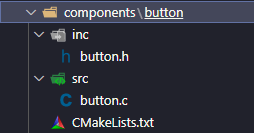 components\button
inc
h button.h
src
C button.c
CMakeLists.txt